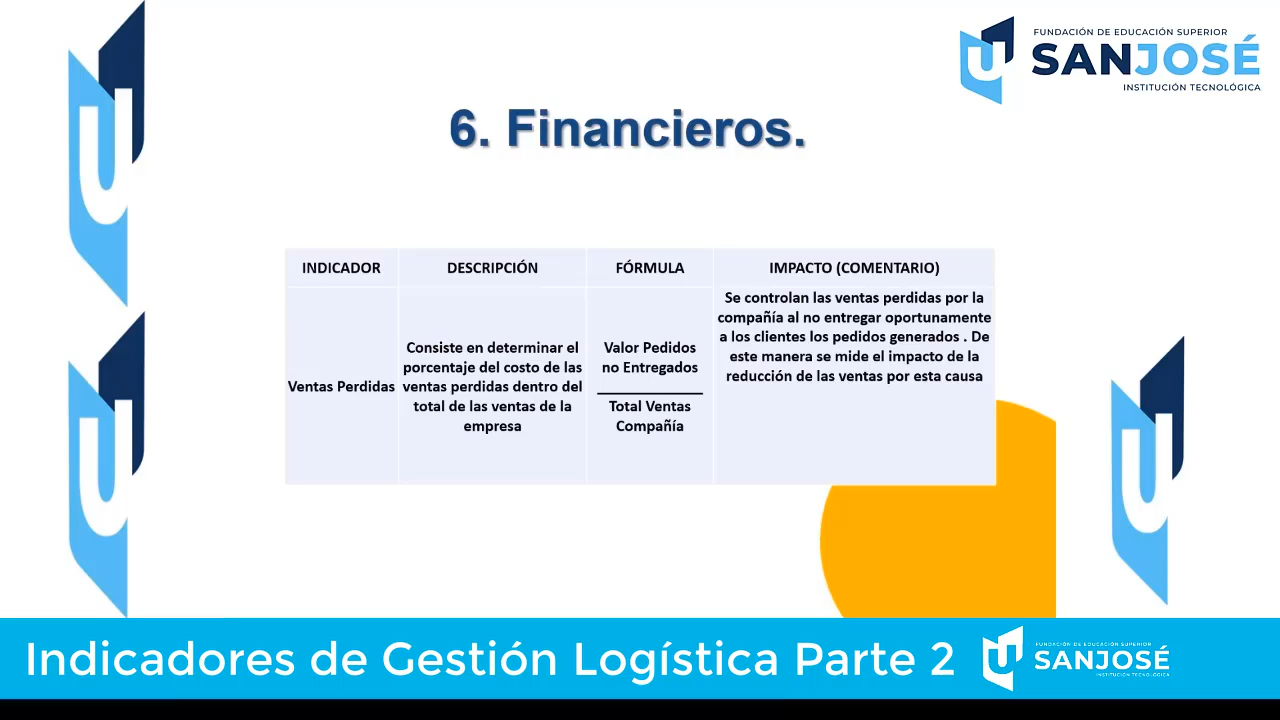 FUNDACIÓN DE EDUCACIÓN SUPERIOR
SANJOSÉ
INSTITUCIÓN TECNOLÓGICA
6. Financieros.
INDICADOR
DESCRIPCIÓN
FÓRMULA
IMPACTO (COMENTARIO)
Ventas Perdidas
Consiste en determinar el
porcentaje del costo de las
ventas perdidas dentro del
total de las ventas de la
empresa
Valor Pedidos
no Entregados
Total Ventas
Compañía
Se controlan las ventas perdidas por la
compañía al no entregar oportunamente
a los clientes los pedidos generados . De
este manera se mide el impacto de la
reducción de las ventas por esta causa
Indicadores de Gestión Logística Parte 2
FUNDACIÓN DE EDUCACIÓN SUPERIOR
SANJOSÉ
INSTITUCIÓN TECNOLÓGICA